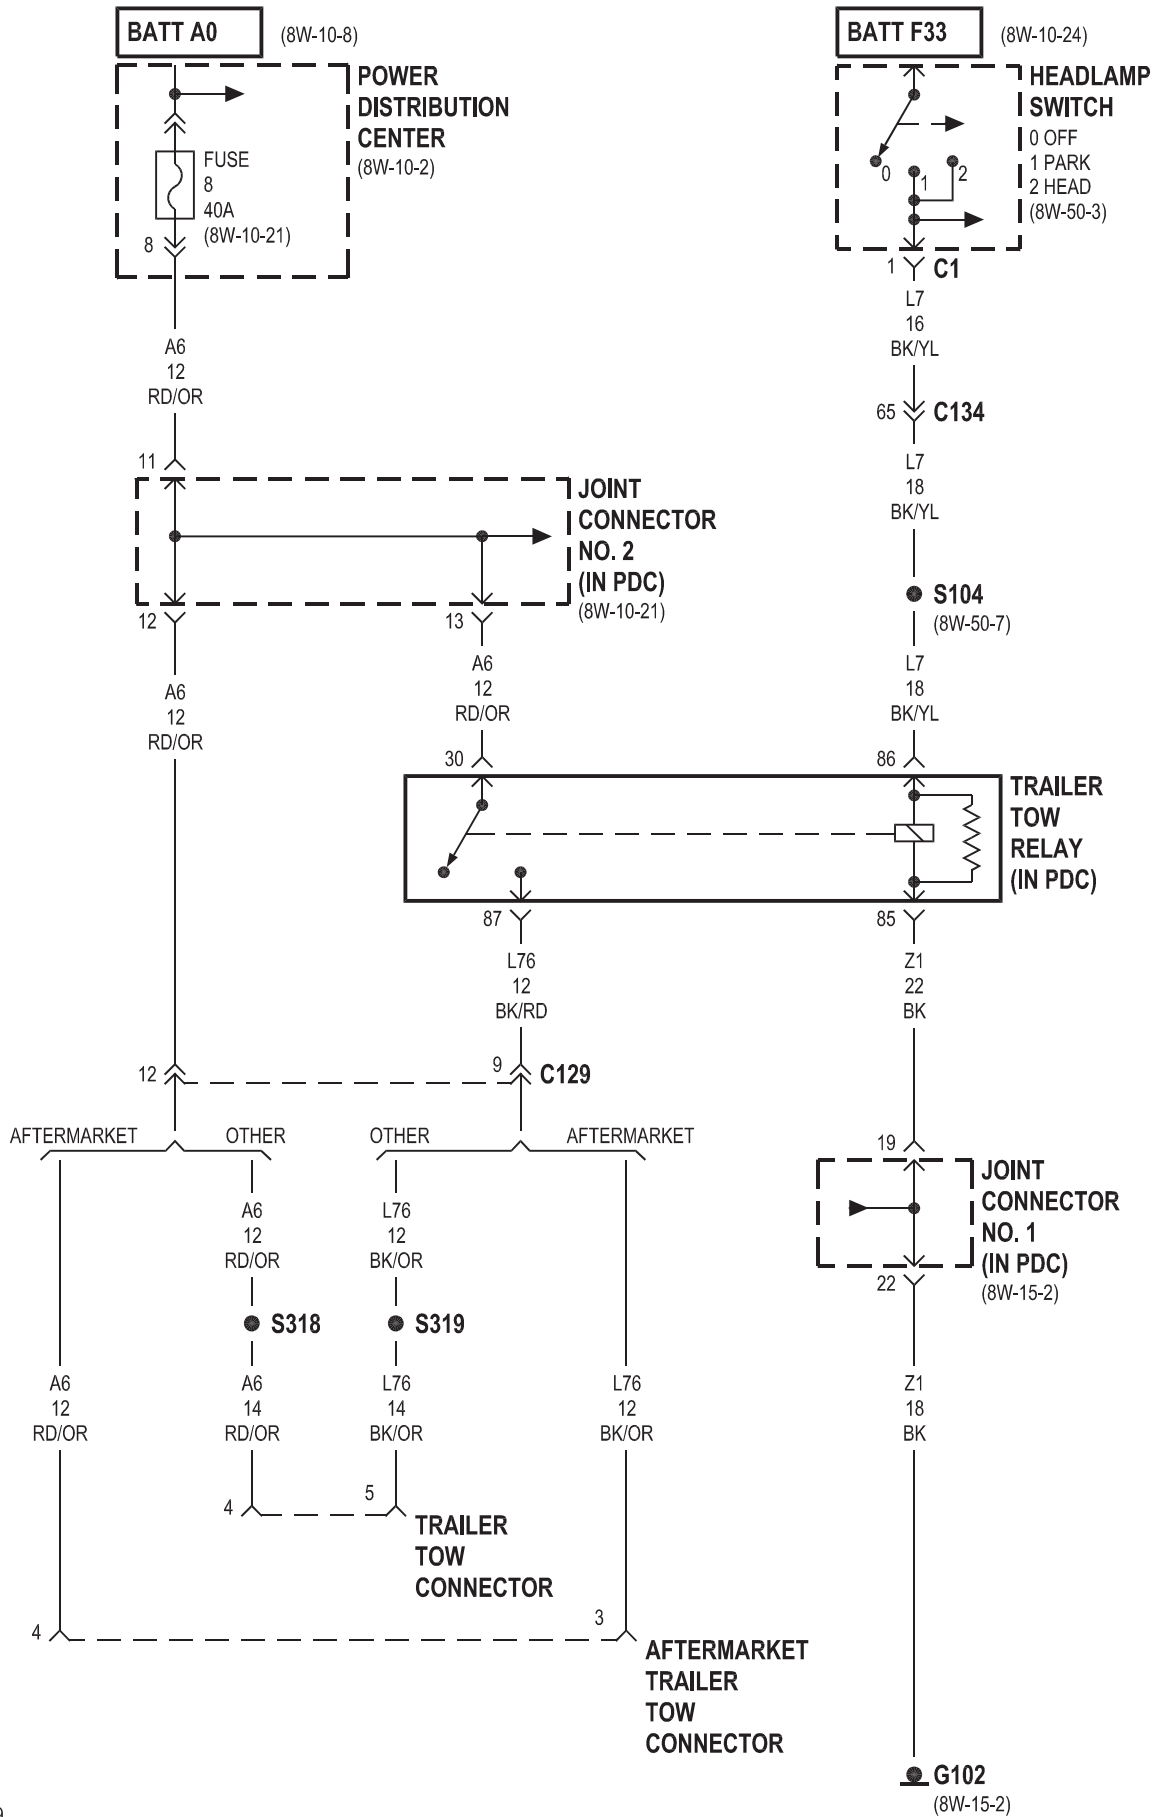 BATT A0
(8W-10-8)
BATT F33
(8W-10-24)
POWER
DISTRIBUTION
CENTER
(8W-10-2)
FUSE
8
40A
(8W-10-21)
8
HEADLAMP
SWITCH
0 OFF
1 PARK
2 HEAD
(8W-50-3)
0
1
2
1
C1
A6
12
RD/OR
L7
16
BK/YL
65
C134
11
JOINT
CONNECTOR
NO. 2
(IN PDC)
(8W-10-21)
12
13
L7
18
BK/YL
S104
(8W-50-7)
A6
12
RD/OR
A6
12
RD/OR
L7
18
BK/YL
30
86
TRAILER
TOW
RELAY
(IN PDC)
87
85
L76
12
BK/RD
Z1
22
BK
12
9
C129
AFTERMARKET
OTHER
OTHER
AFTERMARKET
19
JOINT
CONNECTOR
NO. 1
(IN PDC)
(8W-15-2)
22
A6
12
RD/OR
L76
12
BK/OR
S318
S319
A6
12
RD/OR
A6
14
RD/OR
L76
14
BK/OR
L76
12
BK/OR
Z1
18
BK
4
5
TRAILER
TOW
CONNECTOR
4
3
AFTERMARKET
TRAILER
TOW
CONNECTOR
G102
(8W-15-2)